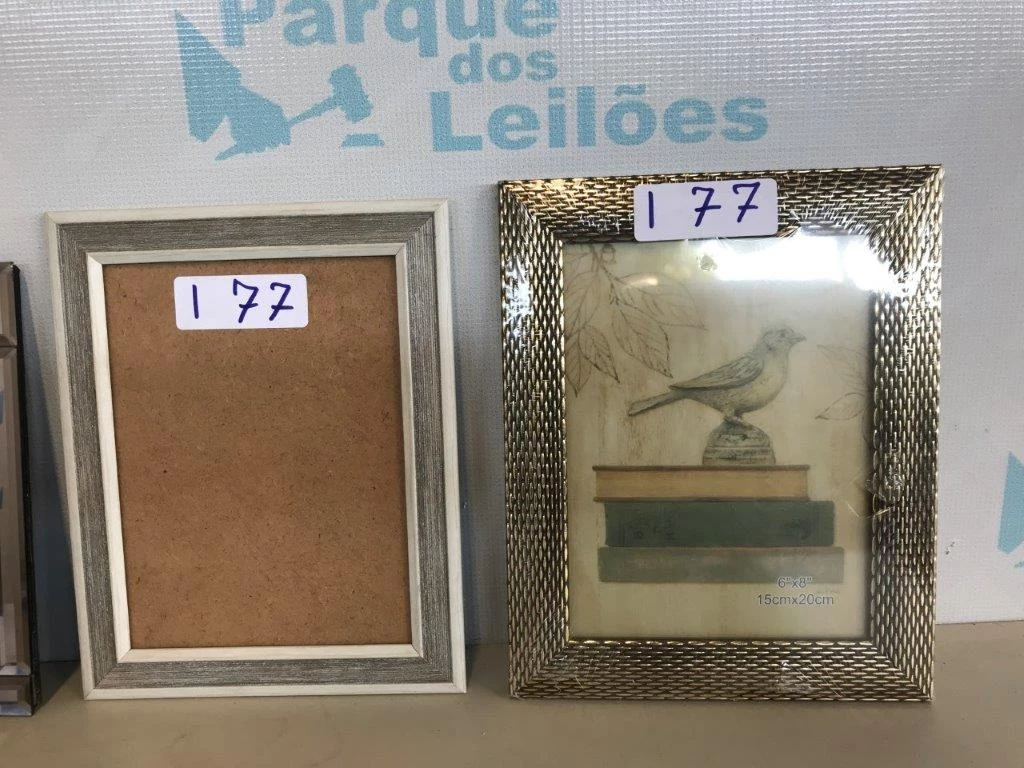 Parque
dos
Leilões
1 77
1 77
6"x8"
15cmx20cm